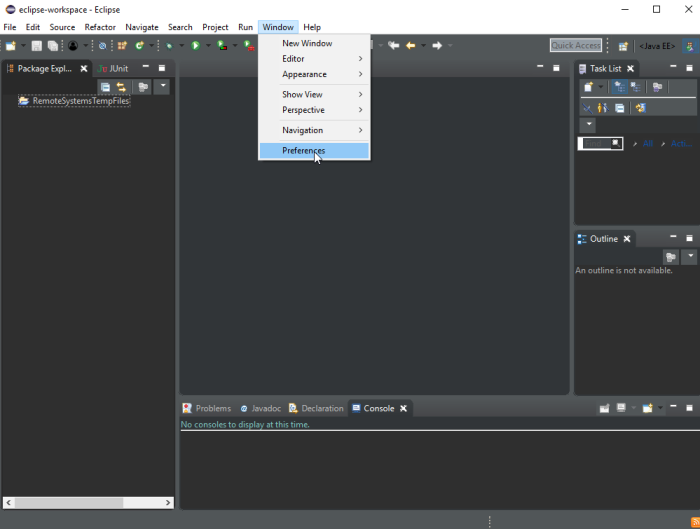 eclipse-workspace - Eclipse
File Edit Source Refactor Navigate Search Project Run Window Help
Quick Access <Java EE>
New Window
Editor
Appearance
Show View
Perspective
Navigation
Preferences
Package Expl... JUnit
RemoteSystemsTempFiles
Task List
All Acti...
Outline
An outline is not available.
Problems Javadoc Declaration Console
No consoles to display at this time.